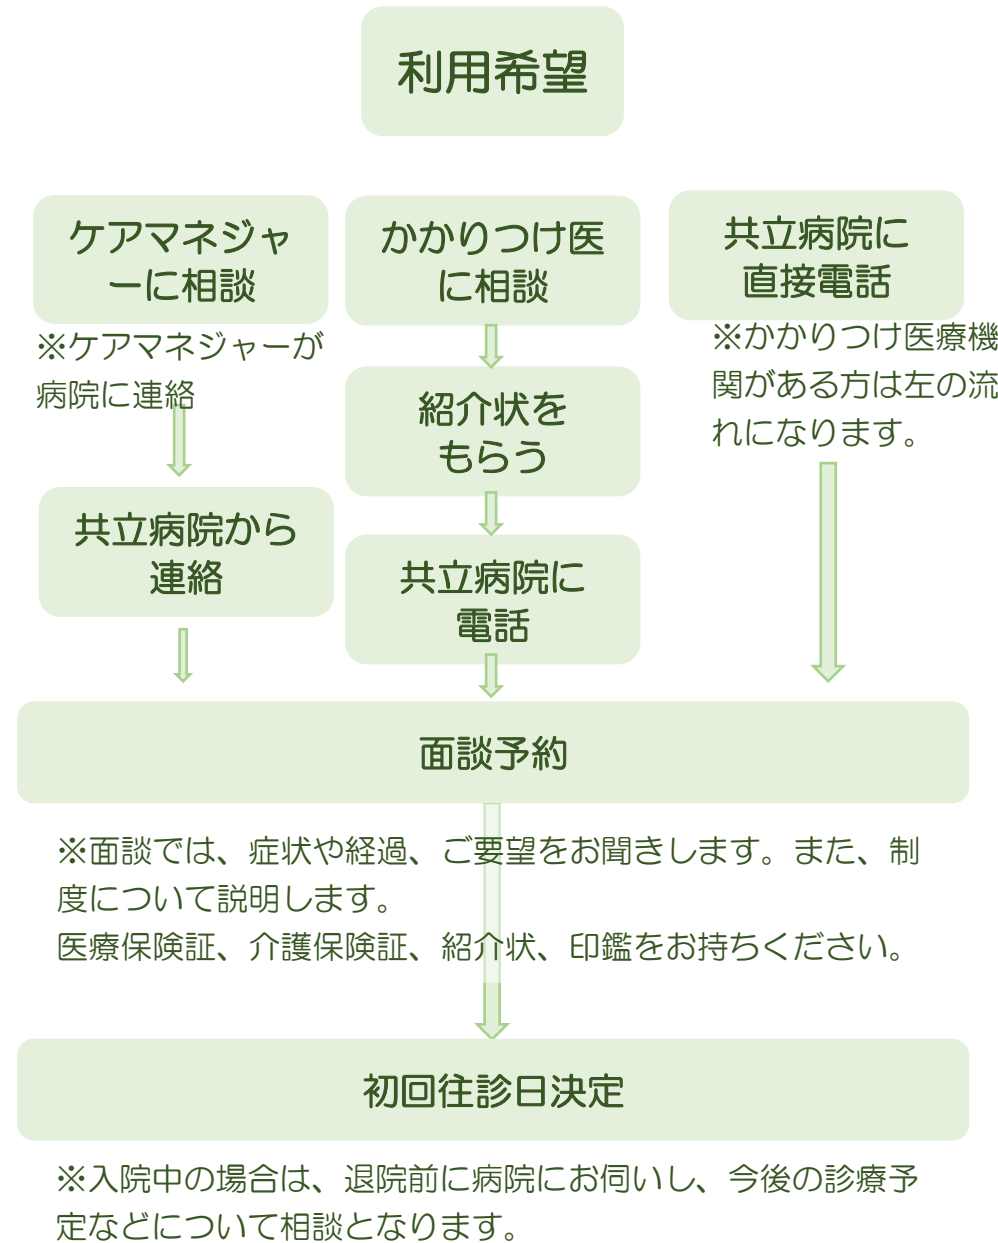 利用希望
ケアマネジャ
ーに相談
※ケアマネジャーが
病院に連絡
共立病院から
連絡
かかりつけ医
に相談
紹介状を
もらう
共立病院に
電話
共立病院に
直接電話
※かかりつけ医療機
関がある方は左の流
れになります。
面談予約
※面談では、症状や経過、ご要望をお聞きします。また、制
度について説明します。
医療保険証、介護保険証、紹介状、印鑑をお持ちください。
初回往診日決定
※入院中の場合は、退院前に病院にお伺いし、今後の診療予
定などについて相談となります。